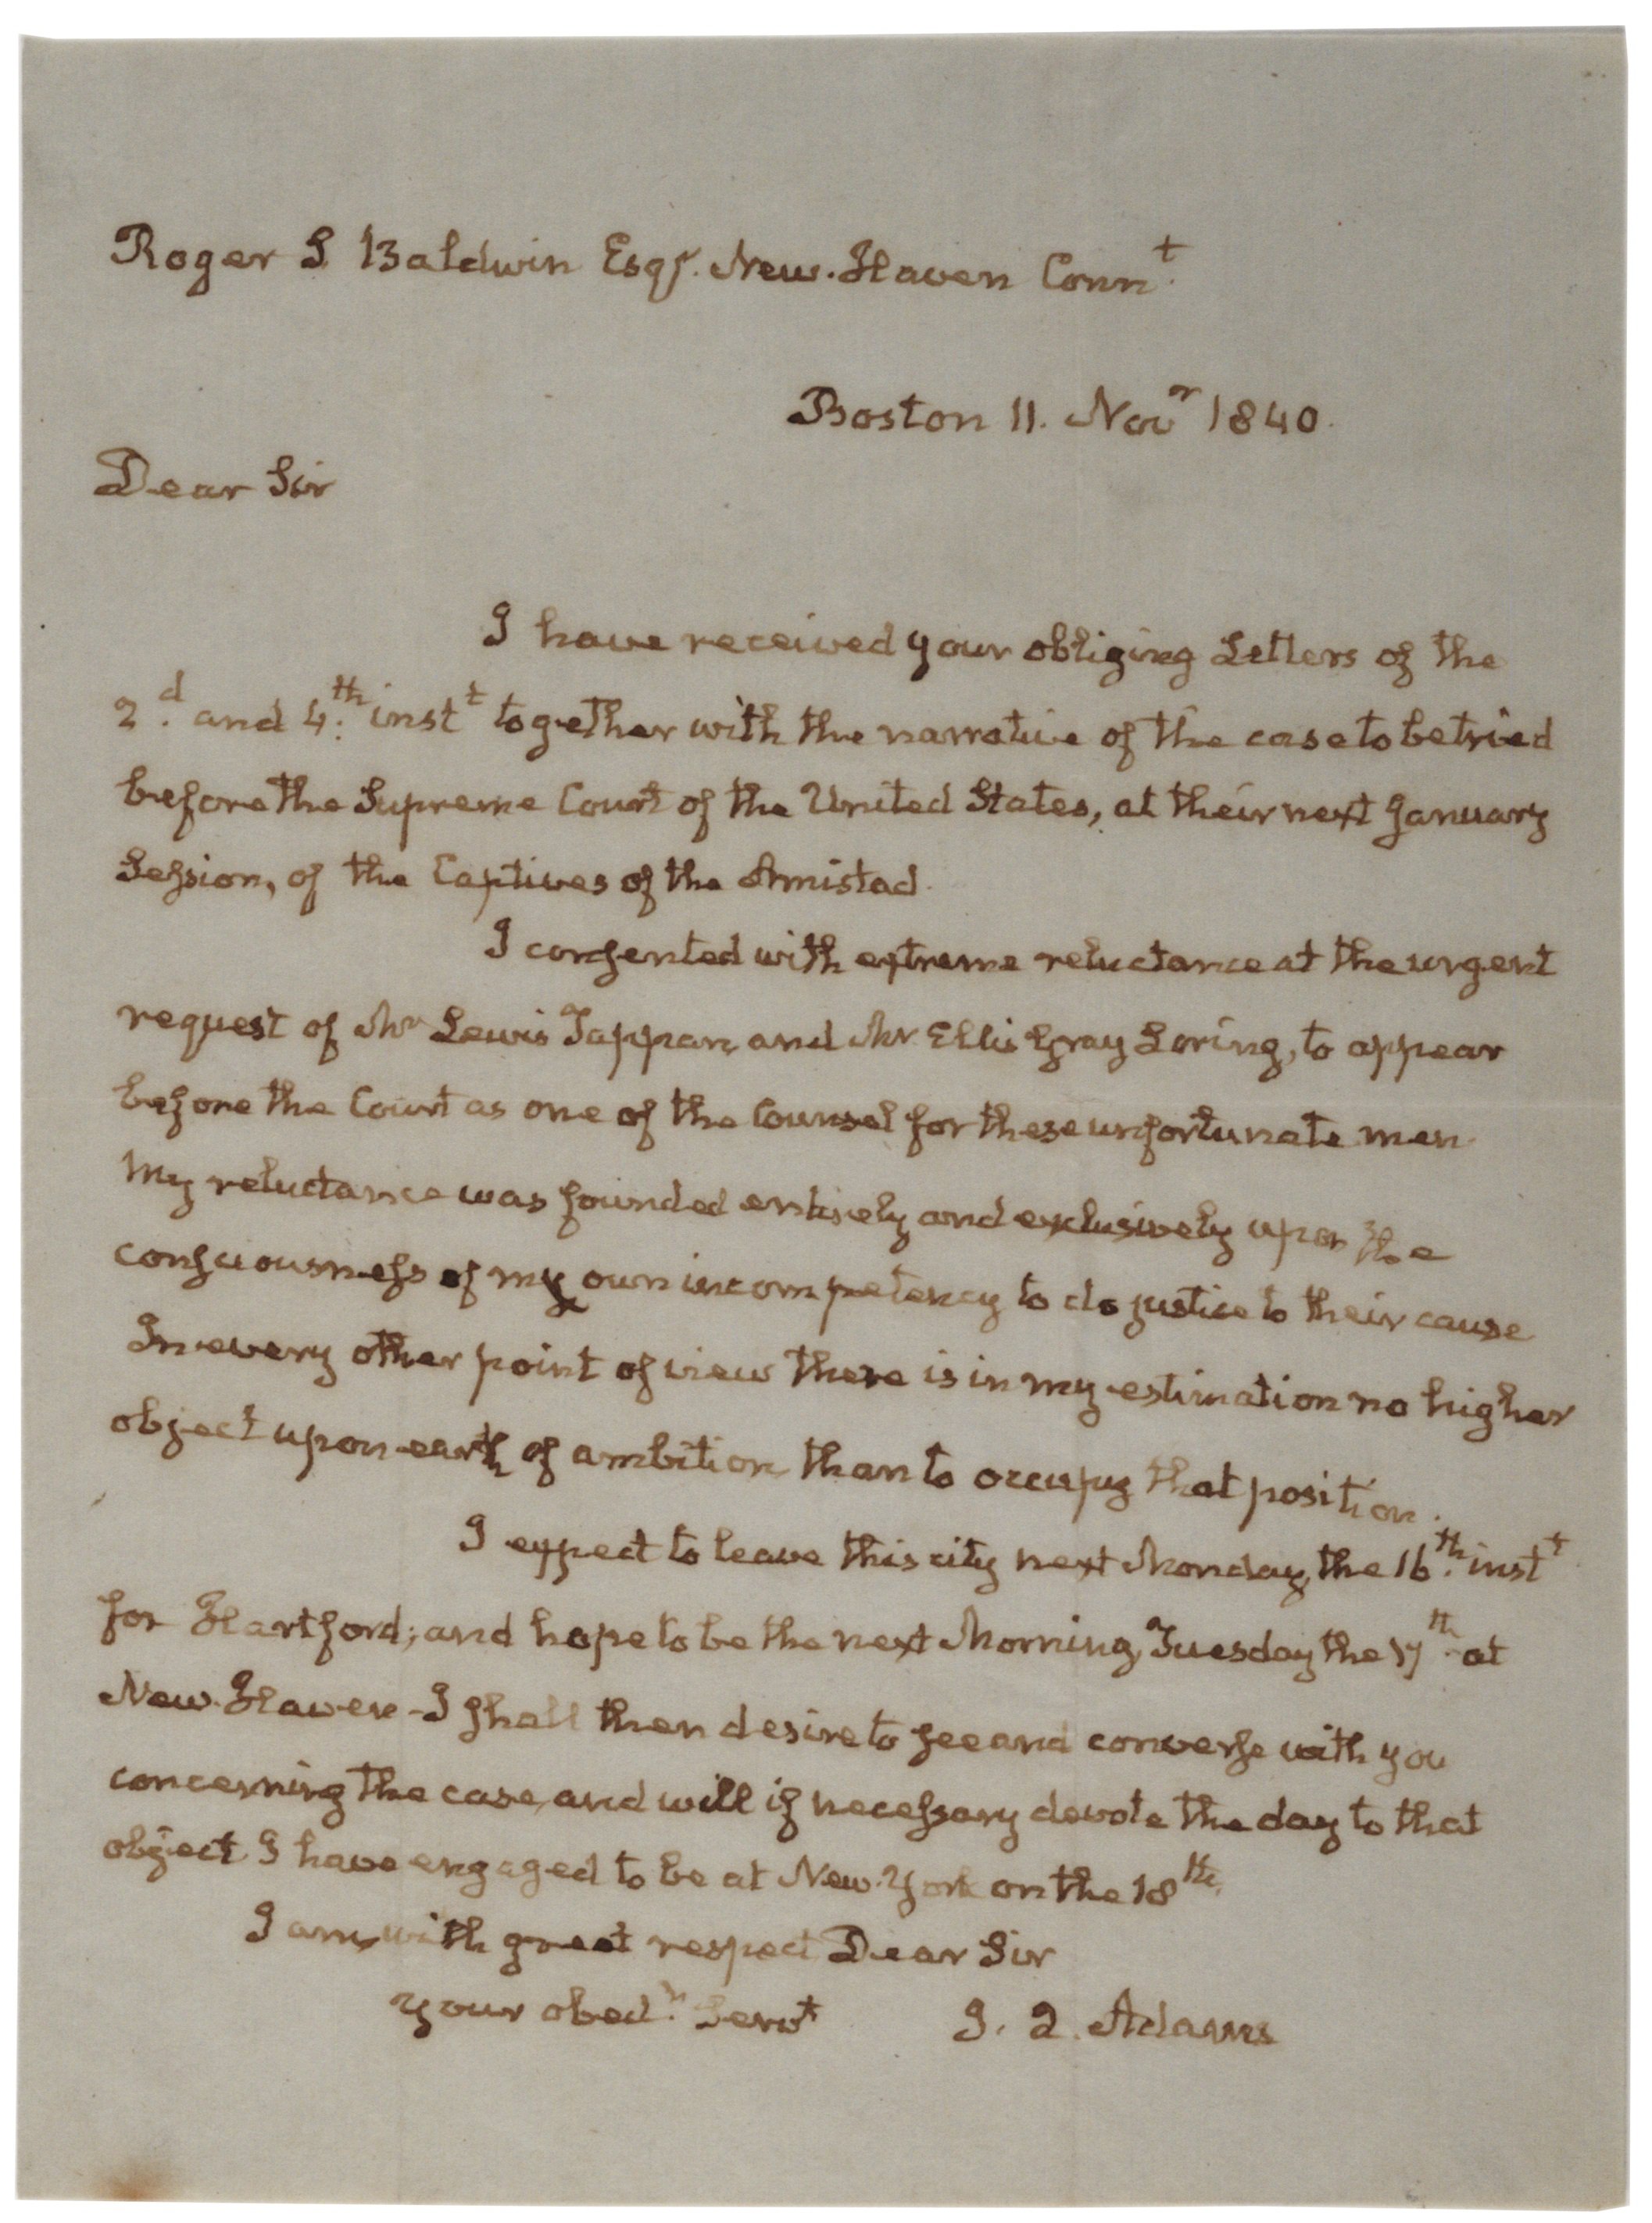 Roger S. Baldwin Esqr. New-Haven Connt.
Boston 11. Novr 1840.
Dear Sir
I have received your obliging Letters of the
2.d and 4.th instt together with the narrative of the case to be tried
before the Supreme Court of the United States, at their next January
Session, of the Captives of the Amistad.
I consented with extreme reluctance at the urgent
request of Mr Lewis Tappan, and Mr. Ellis Gray Loring, to appear
before the Court as one of the Counsel for these unfortunate men.
My reluctance was founded entirely and exclusively upon the
consciousness of my own incompetency to do justice to their cause
In every other point of view there is in my estimation no higher
object upon earth of ambition than to occupy that position.
I expect to leave this city next Monday, the 16.th instt
for Hartford; and hope to be the next Morning, Tuesday the 17th. at
New-Haven - I shall then desire to see and converse with you
concerning the case, and will if necessary devote the day to that
object. I have engaged to be at New-York on the 18th.
I am, with great respect Dear Sir
your obedt. Servt J. Q. Adams